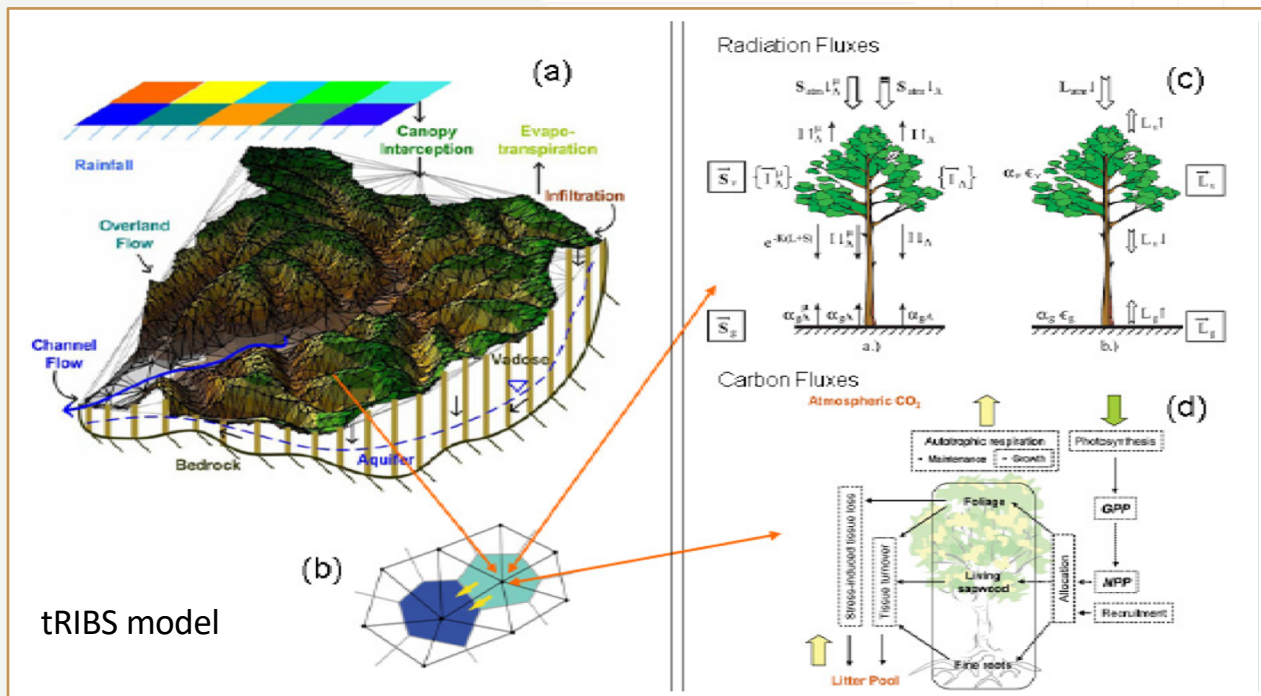 (a)
Rainfall
Canopy
Interception
Evapo-
transpiration
Infiltration
Overland
Flow
Channel
Flow
Vadose
Bedrock
Aquifer
(b)
tRIBS model
Radiation Fluxes
(c)
a.)
b.)
Carbon Fluxes
(d)
Atmospheric CO₂
Autotrophic respiration
• Maintenance • Growth
Photosynthesis
GPP
NPP
Recruitment
Allocation
Foliage
Living
sapwood
Fine roots
Stress-induced tissue loss
Tissue turnover
Litter Pool